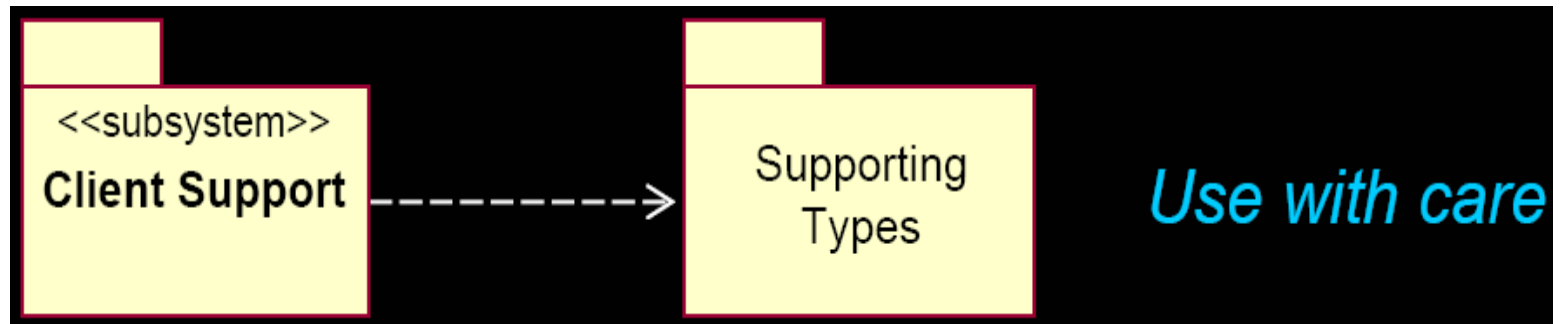 <<subsystem>>
Client Support
Supporting
Types
Use with care